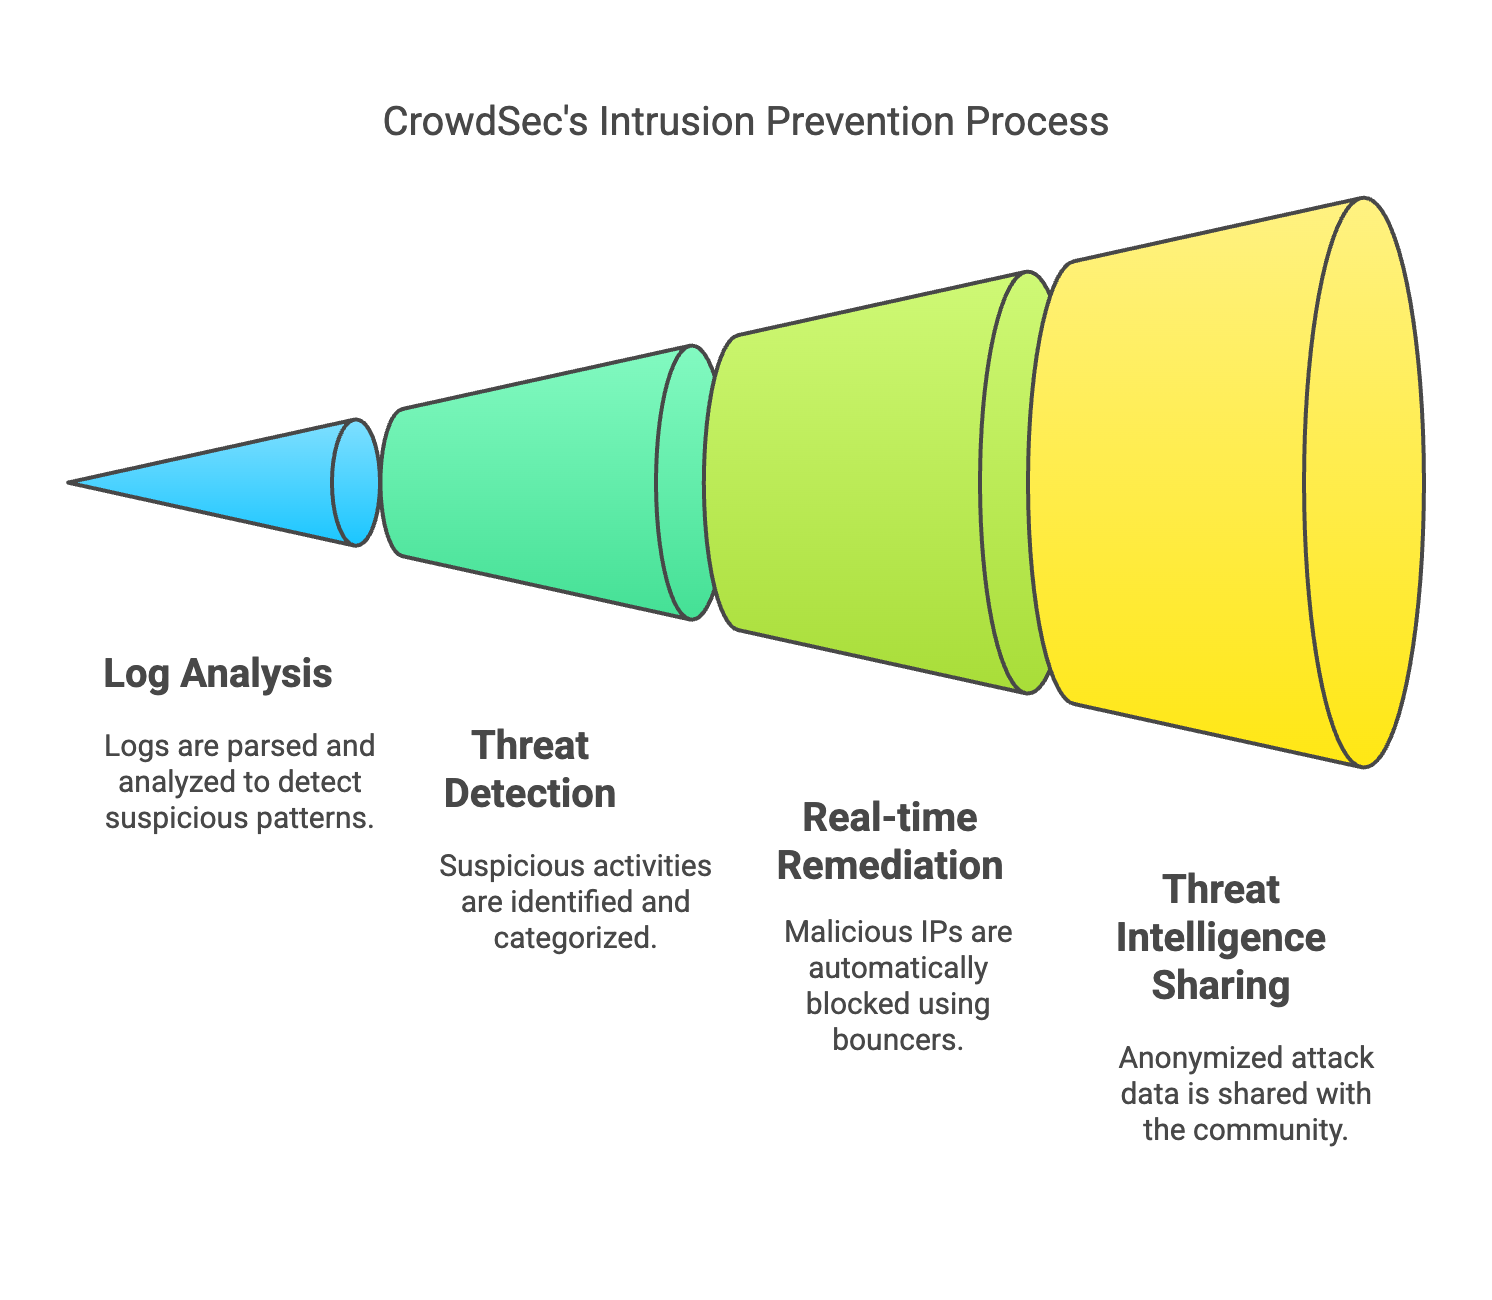 CrowdSec's Intrusion Prevention Process
Log Analysis
Logs are parsed and
analyzed to detect
suspicious patterns.
Threat
Detection
Suspicious activities
are identified and
categorized.
Real-time
Remediation
Malicious IPs are
automatically
blocked using
bouncers.
Threat
Intelligence
Sharing
Anonymized attack
data is shared with
the community.